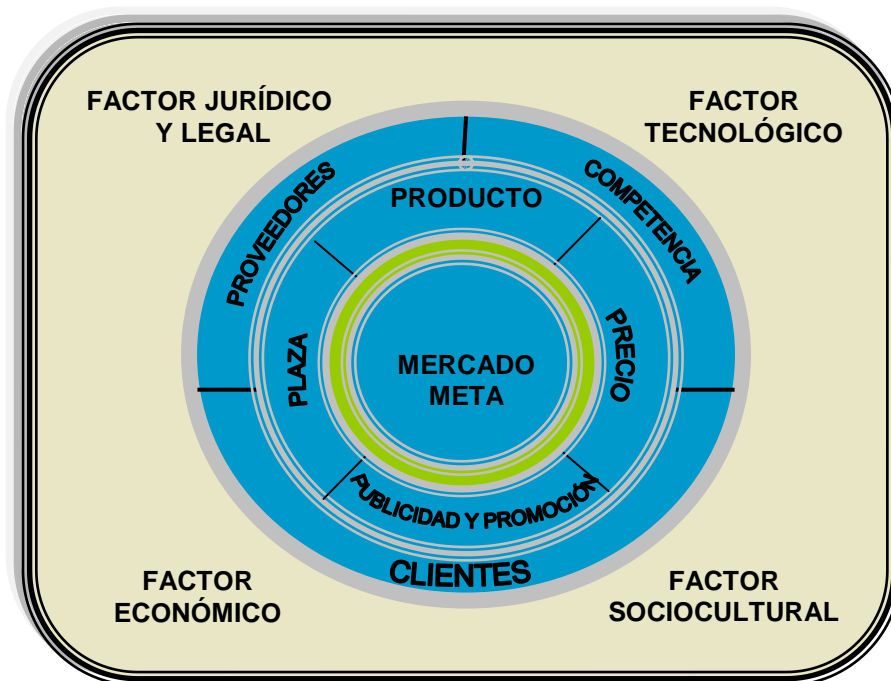 FACTOR JURÍDICO
Y LEGAL
FACTOR
TECNOLÓGICO
PROVEEDORES
COMPETENCIA
PRODUCTO
PLAZA
PRECIO
MERCADO
META
PUBLICIDAD Y PROMOCIÓN
CLIENTES
FACTOR
ECONÓMICO
FACTOR
SOCIOCULTURAL